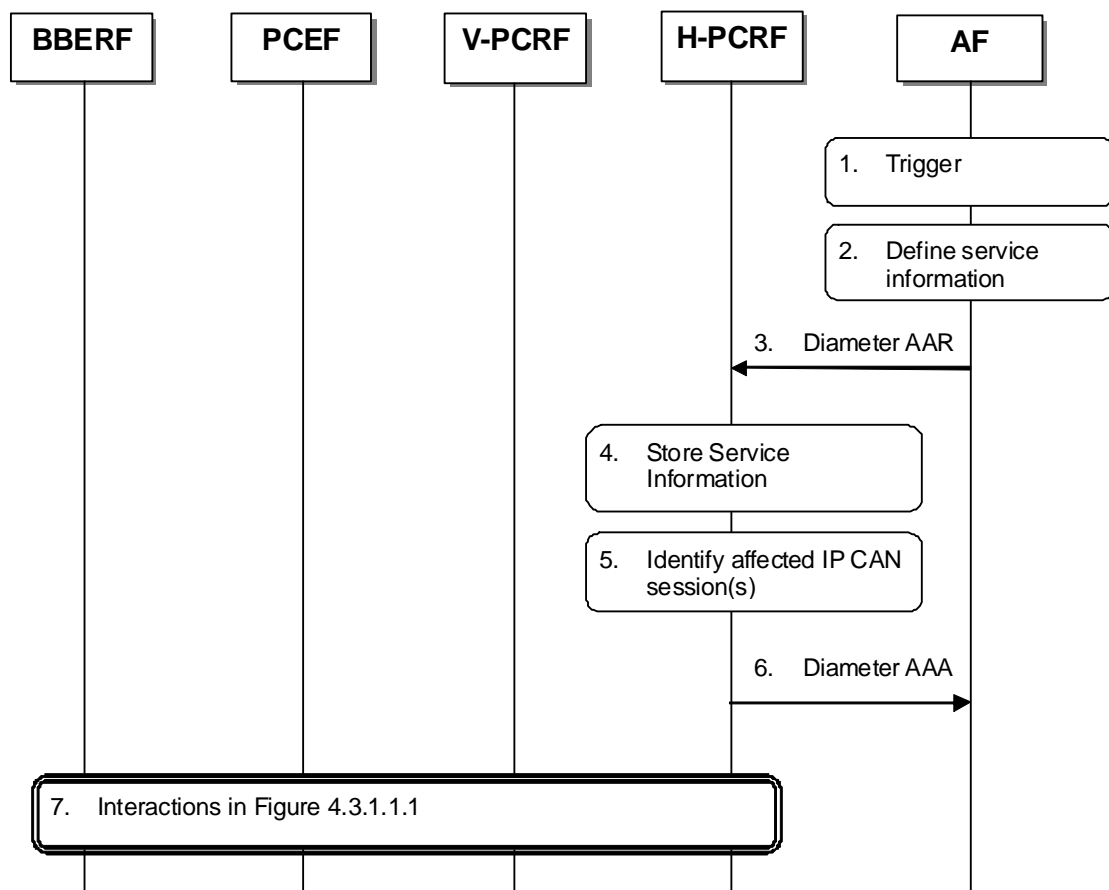 BBERF
PCEF
V-PCRF
H-PCRF
AF
1. Trigger
2. Define service
information
3. Diameter AAR
4. Store Service
Information
5. Identify affected IP CAN
session(s)
6. Diameter AAA
7. Interactions in Figure 4.3.1.1.1